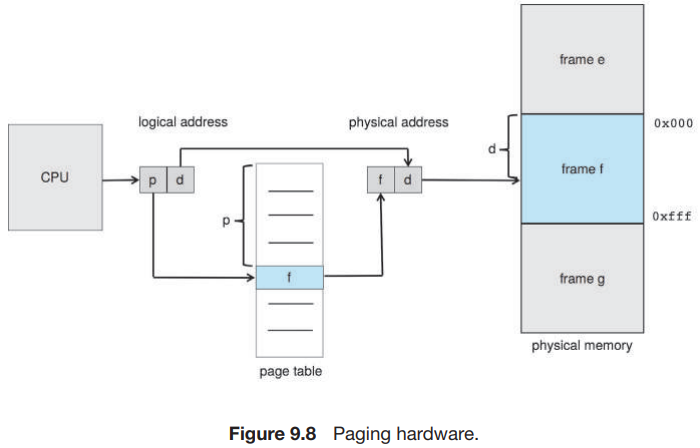 frame e
logical address
physical address
0x000
d
CPU
p d
f d
frame f
p
0xfff
f
frame g
physical memory
page table
Figure 9.8 Paging hardware.